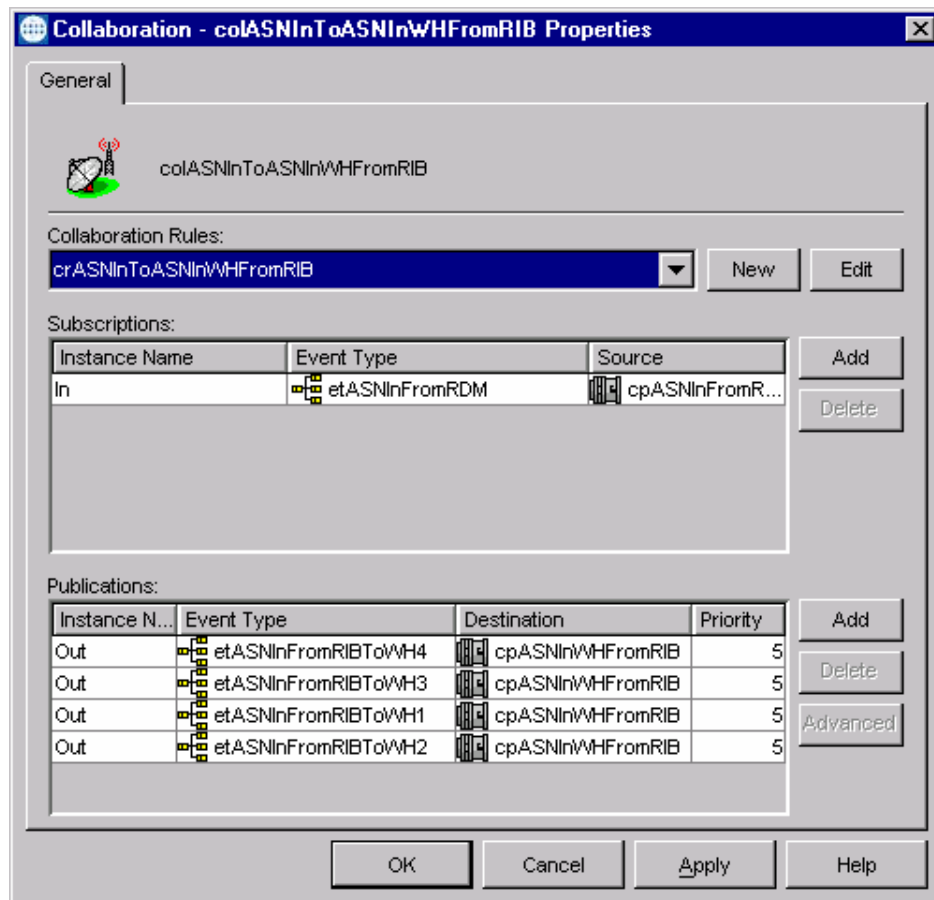 Collaboration - colASNInToASNInWHFromRIB Properties
General
colASNInToASNInWHFromRIB
Collaboration Rules:
crASNInToASNInWHFromRIB New Edit
Subscriptions:
Instance Name Event Type Source Add
In etASNInFromRDM cpASNInFromR...
Delete
Publications:
Instance N... Event Type Destination Priority Add
Out etASNInFromRIBToWH4 cpASNInWHFromRIB 5
Delete
Out etASNInFromRIBToWH3 cpASNInWHFromRIB 5
Out etASNInFromRIBToWH1 cpASNInWHFromRIB 5
Advanced
Out etASNInFromRIBToWH2 cpASNInWHFromRIB 5
OK Cancel Apply Help